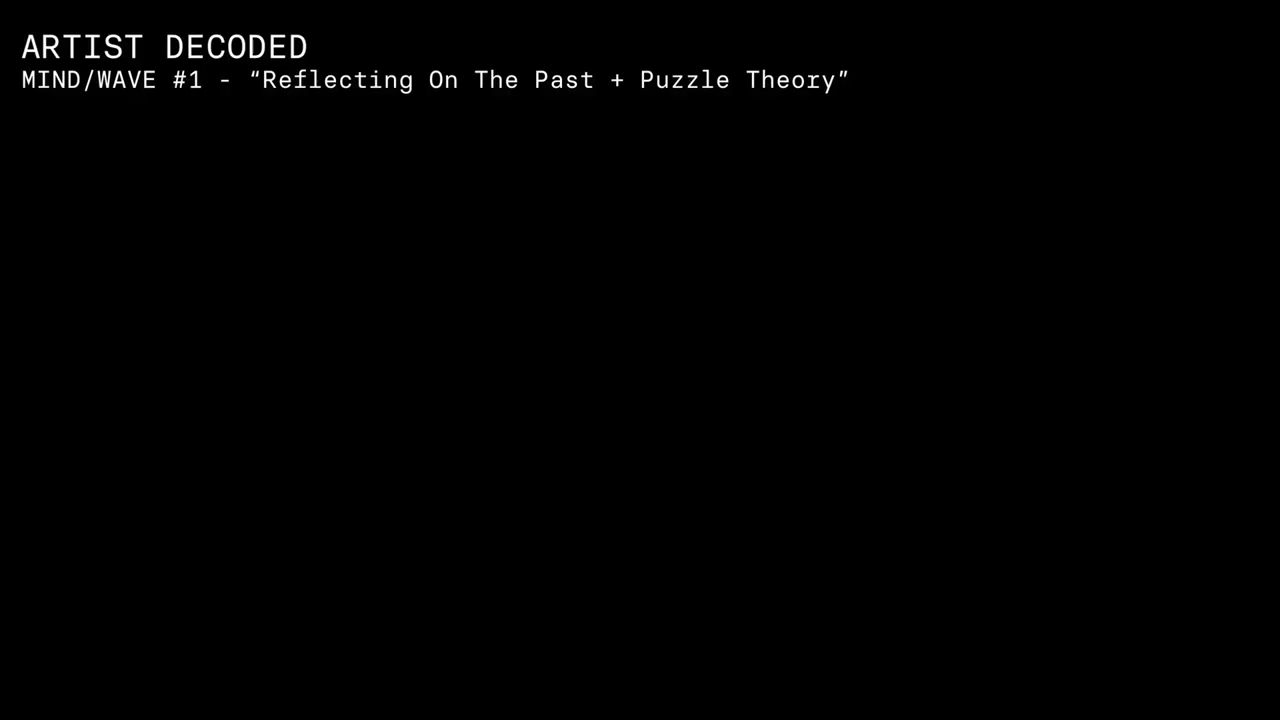 ARTIST DECODED
MIND/WAVE #1 - “Reflecting On The Past + Puzzle Theory”